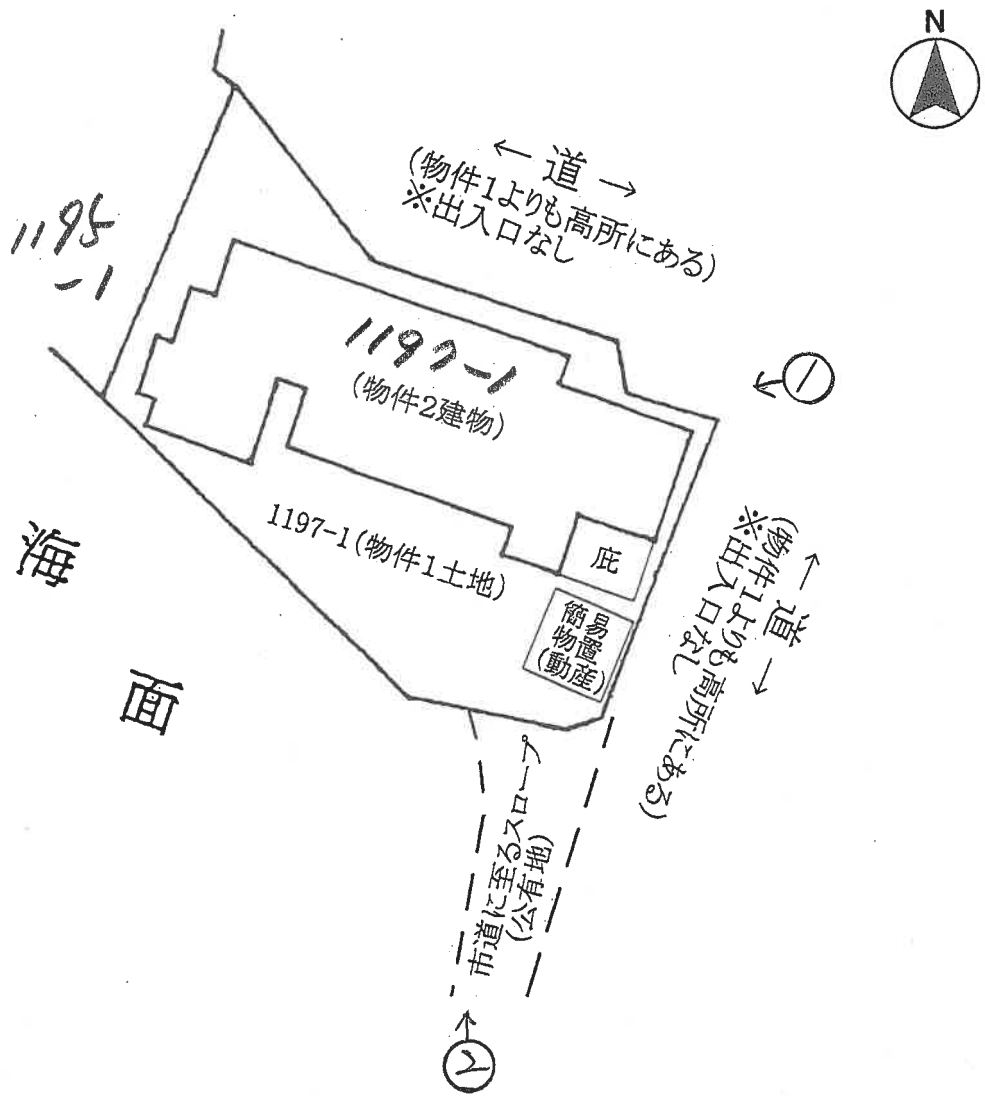 N
← 道 →
(物件1よりも高所にある)
※出入口なし
1195
-1
1197-1
(物件2建物)
①
1197-1(物件1土地)
庇
簡易
物置
(動産)
← 道 →
(物件1よりも高所にある)
※出入口なし
海面
市道に至るスロープ
(公有地)
②